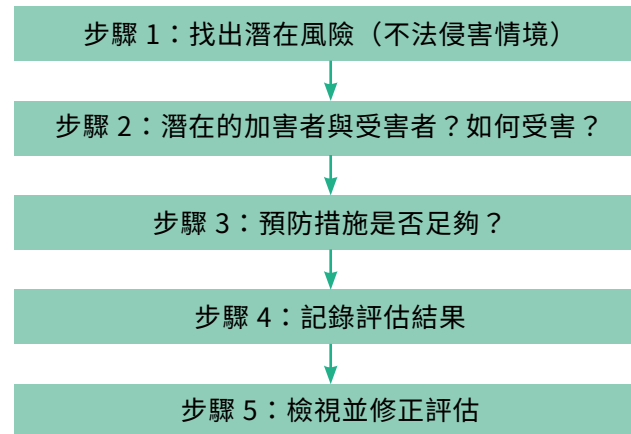 步驟 1：找出潛在風險（不法侵害情境）
步驟 2：潛在的加害者與受害者？如何受害？
步驟 3：預防措施是否足夠？
步驟 4：記錄評估結果
步驟 5：檢視並修正評估